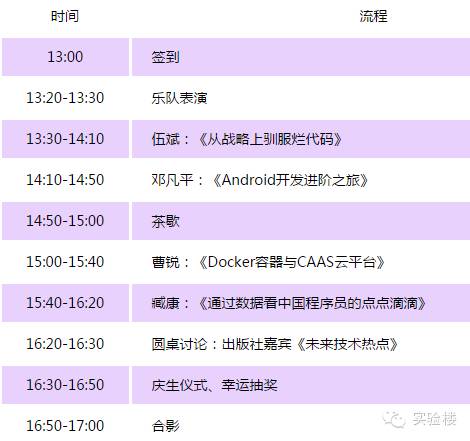 时间 流程
13:00 签到
13:20-13:30 乐队表演
13:30-14:10 伍斌：《从战略上驯服烂代码》
14:10-14:50 邓凡平：《Android开发进阶之旅》
14:50-15:00 茶歇
15:00-15:40 曹锐：《Docker容器与CAAS云平台》
15:40-16:20 臧康：《通过数据看中国程序员的点点滴滴》
16:20-16:30 圆桌讨论：出版社嘉宾《未来技术热点》
16:30-16:50 庆生仪式、幸运抽奖
16:50-17:00 合影
实验楼